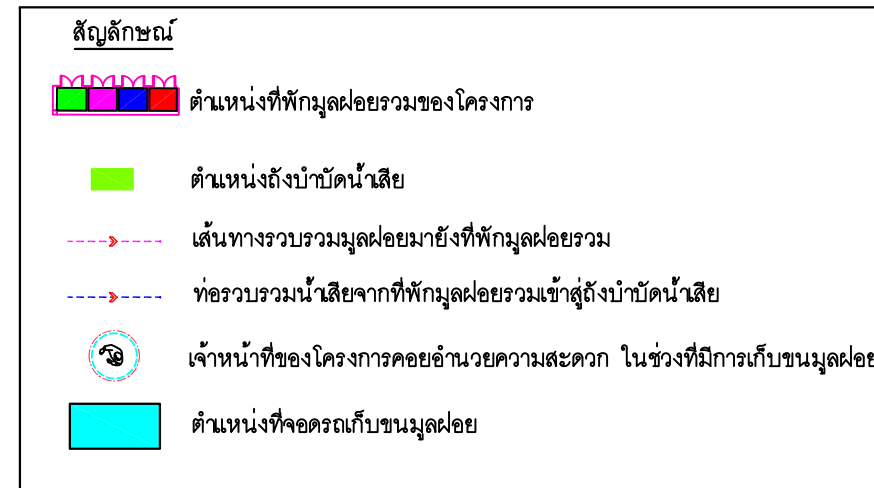 สัญลักษณ์
ตำแหน่งที่พักมูลฝอยรวมของโครงการ
ตำแหน่งถังบำบัดน้ำเสีย
เส้นทางรวบรวมมูลฝอยมายังที่พักมูลฝอยรวม
ท่อรวบรวมน้ำเสียจากที่พักมูลฝอยรวมเข้าสู่ถังบำบัดน้ำเสีย
เจ้าหน้าที่ของโครงการคอยอำนวยความสะดวก ในช่วงที่มีการเก็บขนมูลฝอย
ตำแหน่งที่จอดรถเก็บขนมูลฝอย